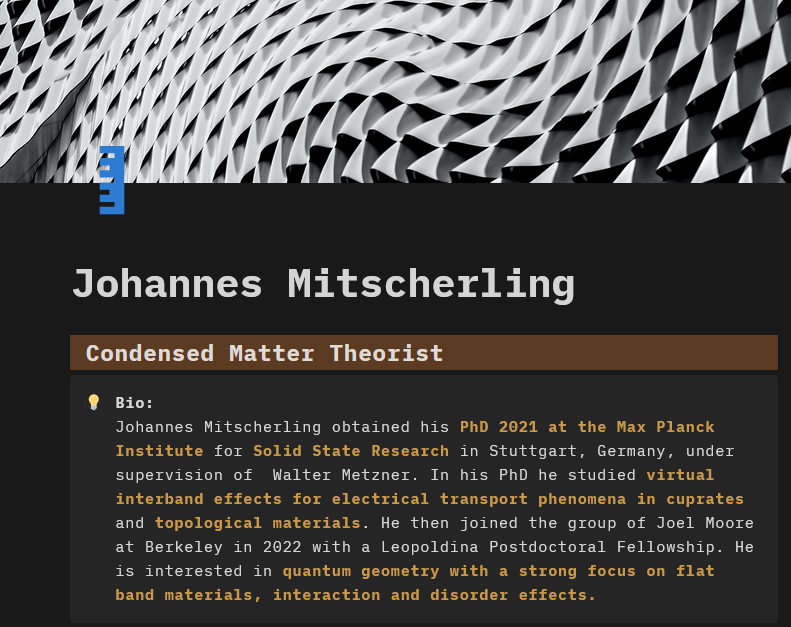 Johannes Mitscherling
Condensed Matter Theorist
Bio:
Johannes Mitscherling obtained his PhD 2021 at the Max Planck
Institute for Solid State Research in Stuttgart, Germany, under
supervision of  Walter Metzner. In his PhD he studied virtual
interband effects for electrical transport phenomena in cuprates
and topological materials. He then joined the group of Joel Moore
at Berkeley in 2022 with a Leopoldina Postdoctoral Fellowship. He
is interested in quantum geometry with a strong focus on flat
band materials, interaction and disorder effects.